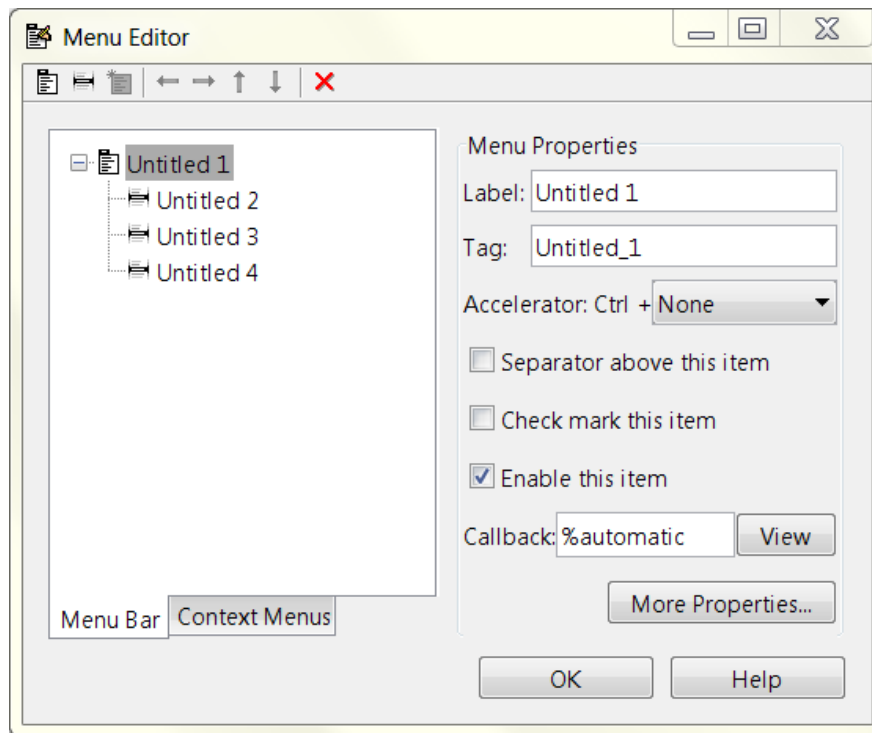 Menu Editor
Untitled 1
Untitled 2
Untitled 3
Untitled 4
Menu Bar
Context Menus
Menu Properties
Label: Untitled 1
Tag: Untitled_1
Accelerator: Ctrl + None
Separator above this item
Check mark this item
Enable this item
Callback: %automatic View
More Properties...
OK Help